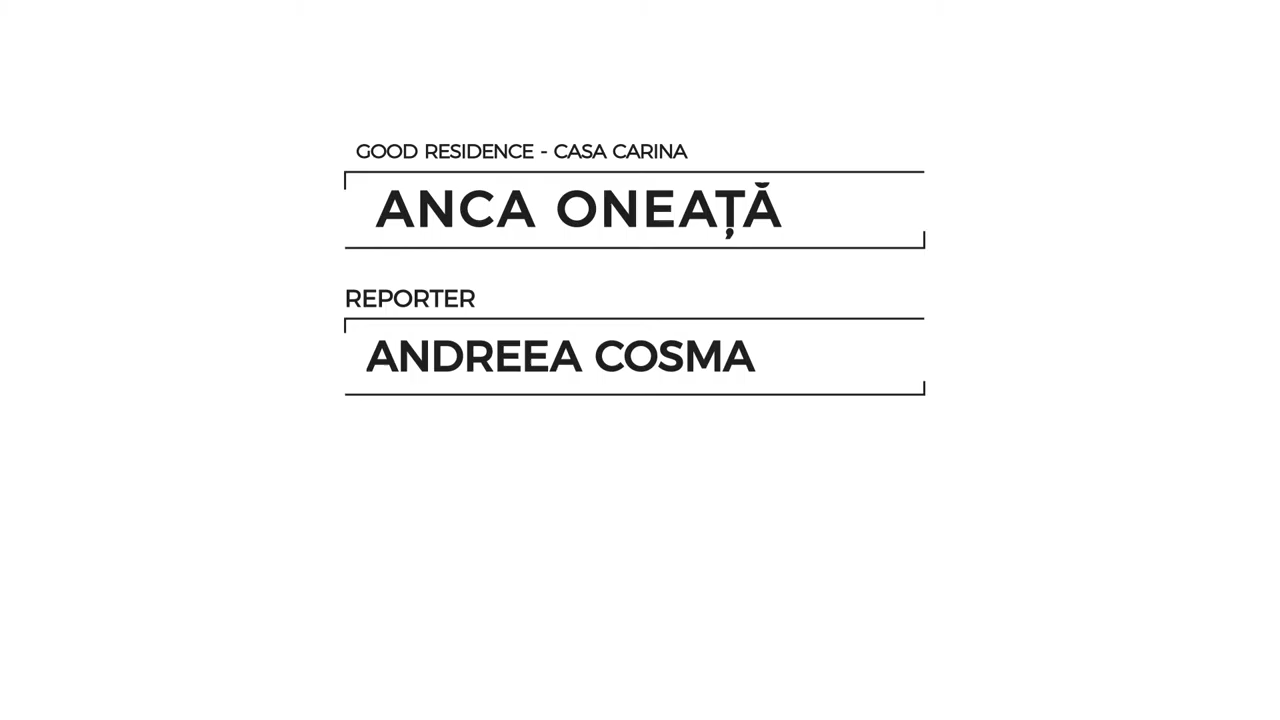 GOOD RESIDENCE - CASA CARINA
ANCA ONEAȚĂ
REPORTER
ANDREEA COSMA